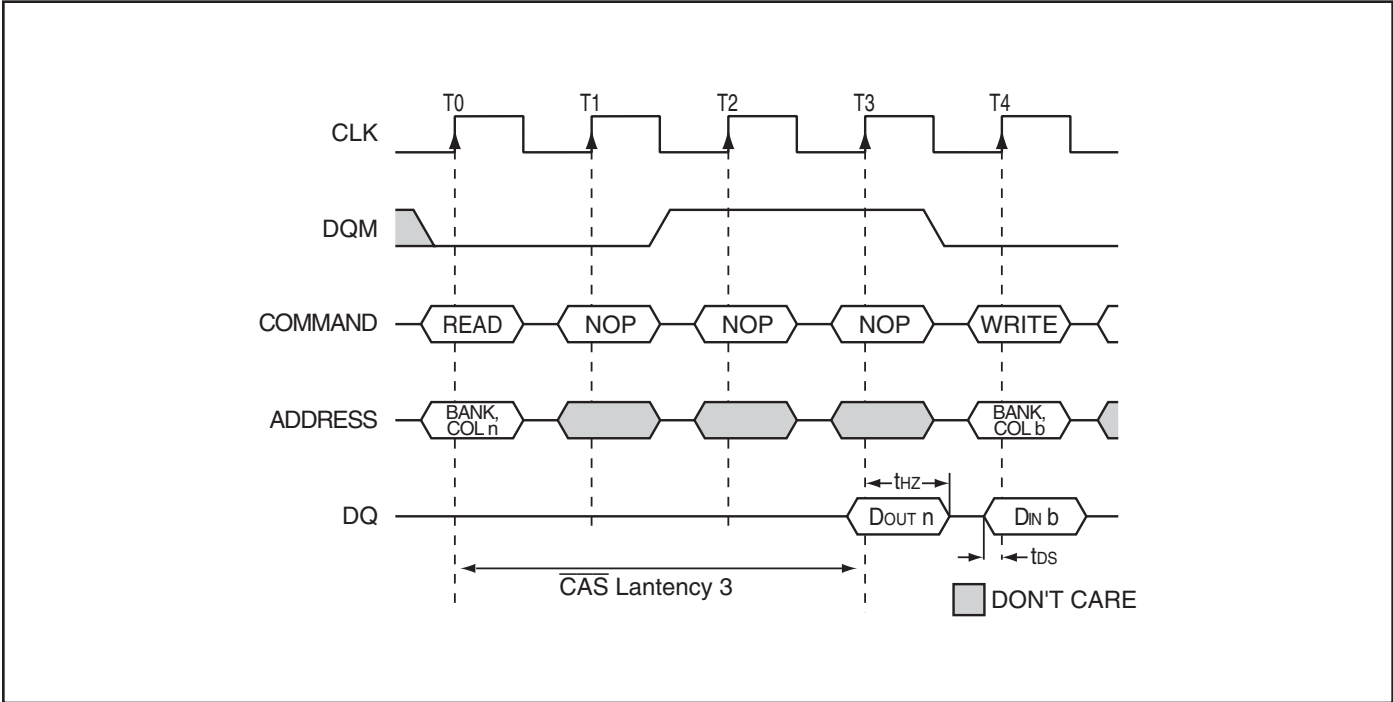 T0 T1 T2 T3 T4
CLK
DQM
COMMAND READ NOP NOP NOP WRITE
ADDRESS BANK, COL n BANK, COL b
tHZ
DQ DOUT n DIN b
tDS
CAS Lantency 3
DON'T CARE